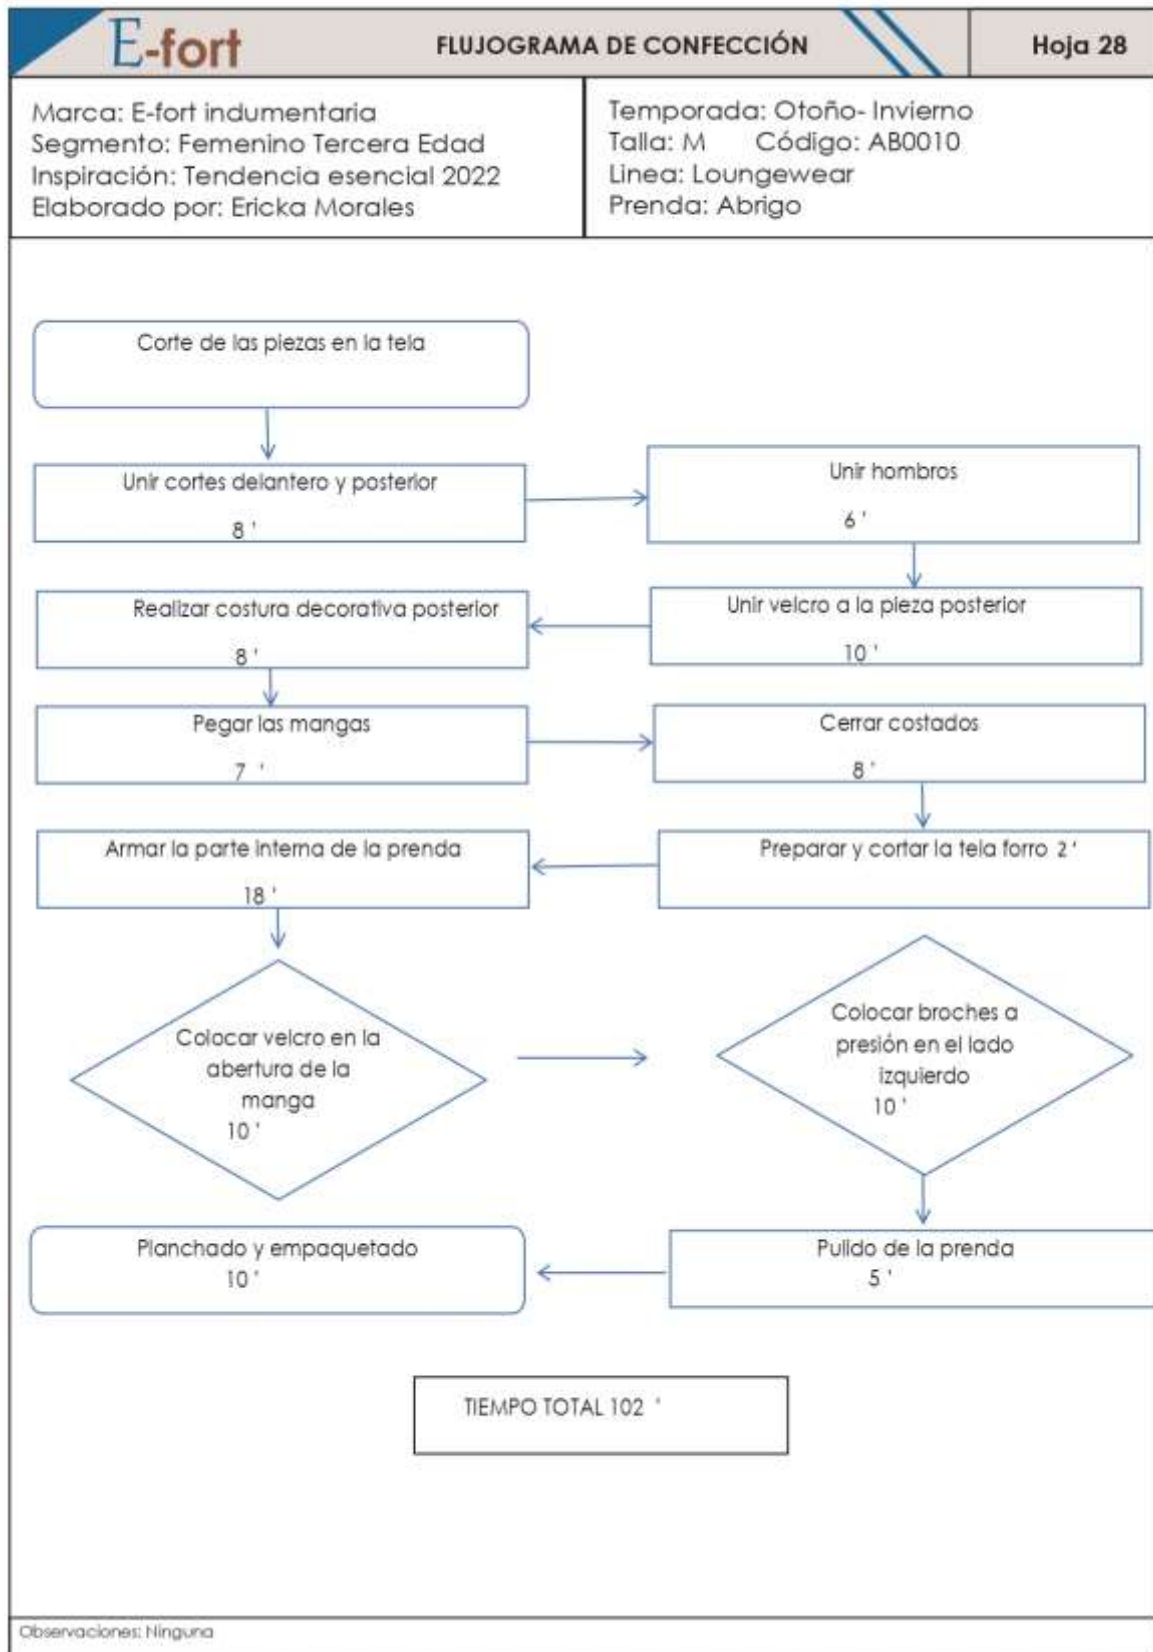 E-fort
FLUJOGRAMA DE CONFECCIÓN
Hoja 28
Marca: E-fort indumentaria
Segmento: Femenino Tercera Edad
Inspiración: Tendencia esencial 2022
Elaborado por: Ericka Morales
Temporada: Otoño- Invierno
Talla: M Código: AB0010
Linea: Loungewear
Prenda: Abrigo
Corte de las piezas en la tela
Unir cortes delantero y posterior
8 '
Unir hombros
6 '
Unir velcro a la pieza posterior
10 '
Realizar costura decorativa posterior
8 '
Pegar las mangas
7 '
Cerrar costados
8 '
Preparar y cortar la tela forro 2 '
Armar la parte interna de la prenda
18 '
Colocar velcro en la
abertura de la
manga
10 '
Colocar broches a
presión en el lado
izquierdo
10 '
Pulido de la prenda
5 '
Planchado y empaquetado
10 '
TIEMPO TOTAL 102 '
Observaciones: Ninguna